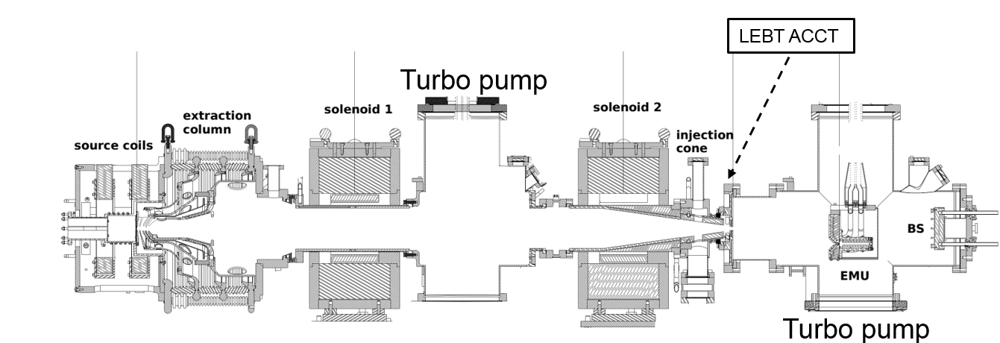 LEBT ACCT
Turbo pump
solenoid 1
solenoid 2
extraction
column
source coils
injection
cone
BS
EMU
Turbo pump